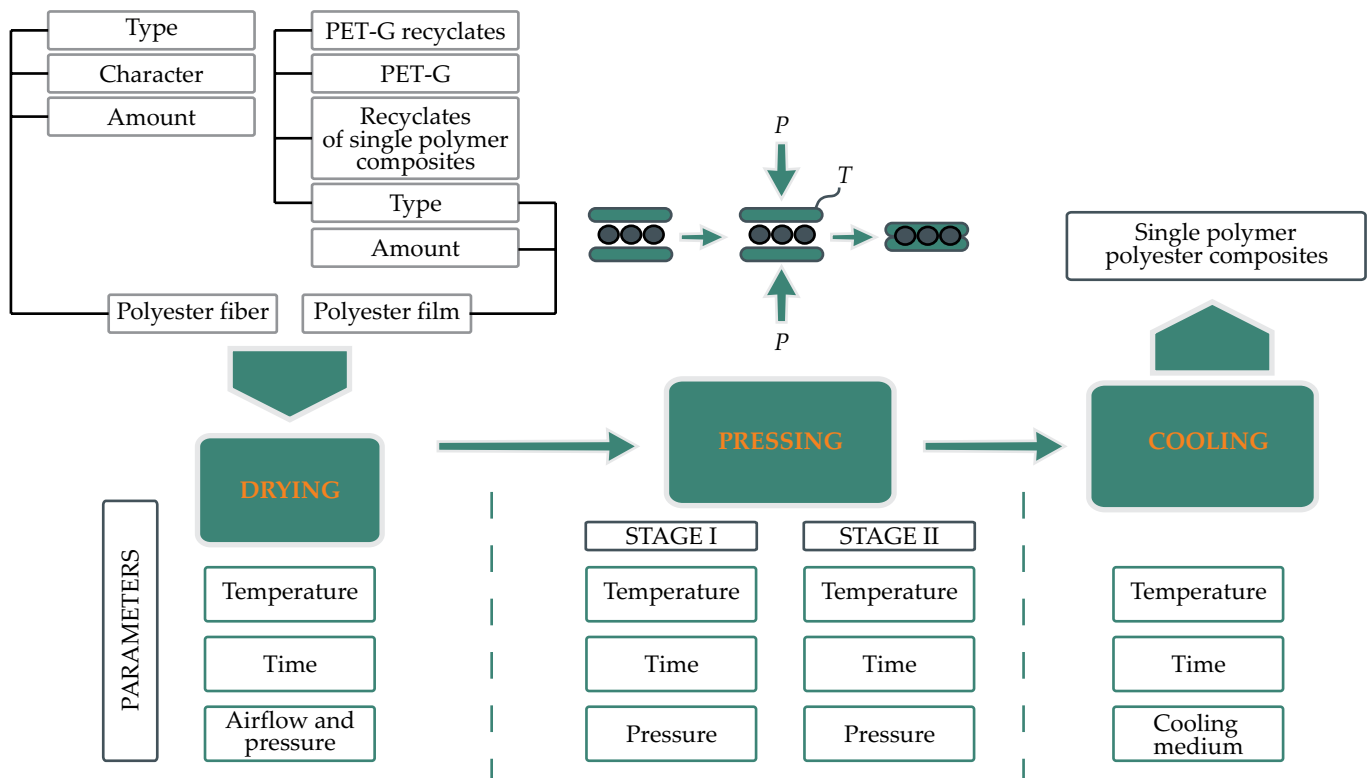 Type
Character
Amount
PET-G recyclates
PET-G
Recyclates
of single polymer
composites
Type
Amount
Polyester fiber
Polyester film
P
T
P
Single polymer
polyester composites
DRYING
PRESSING
COOLING
PARAMETERS
STAGE I
STAGE II
Temperature
Temperature
Temperature
Temperature
Time
Time
Time
Time
Airflow and
pressure
Pressure
Pressure
Cooling
medium